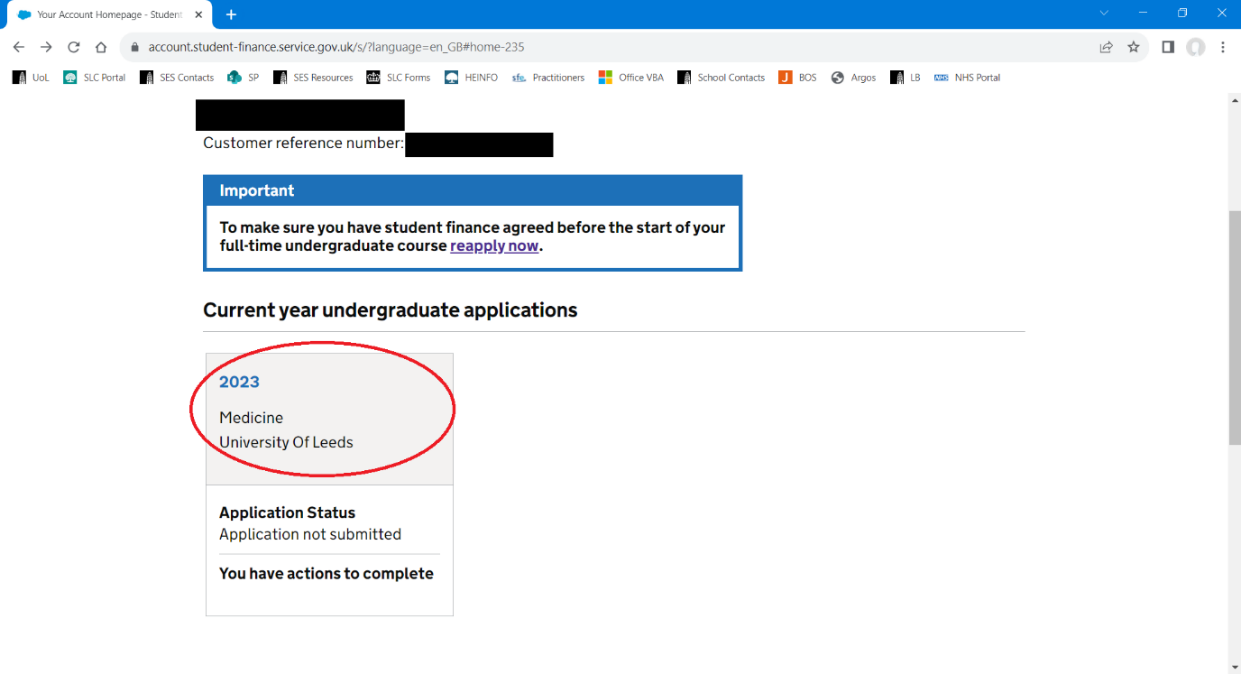 Your Account Homepage - Student
account.student-finance.service.gov.uk/s/?language=en_GB#home-235
UoL SLC Portal SES Contacts SP SES Resources SLC Forms HEINFO sfs. Practitioners Office VBA School Contacts J BOS Argos LB NHS NHS Portal
Customer reference number:
Important
To make sure you have student finance agreed before the start of your
full-time undergraduate course reapply now.
Current year undergraduate applications
2023
Medicine
University Of Leeds
Application Status
Application not submitted
You have actions to complete